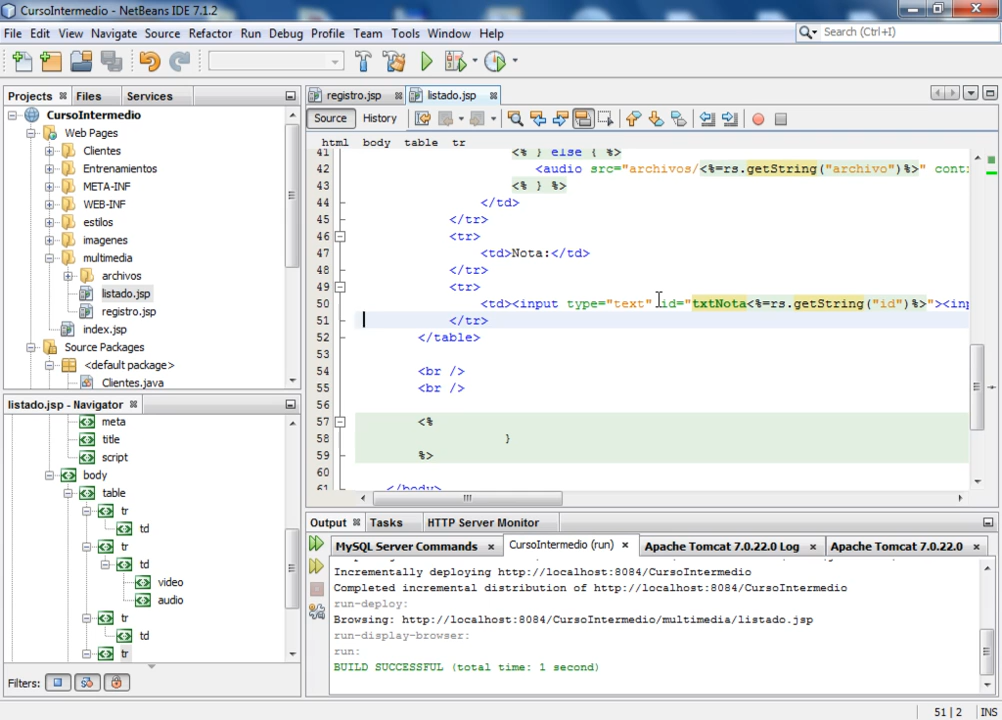 CursoIntermedio - NetBeans IDE 7.1.2
File Edit View Navigate Source Refactor Run Debug Profile Team Tools Window Help
Search (Ctrl+I)
Projects Files Services
CursoIntermedio
Web Pages
Clientes
Entrenamientos
META-INF
WEB-INF
estilos
imagenes
multimedia
archivos
listado.jsp
registro.jsp
index.jsp
Source Packages
<default package>
Clientes.java
listado.jsp - Navigator
meta
title
script
body
table
tr
td
tr
td
video
audio
tr
td
tr
Filters:
registro.jsp listado.jsp
Source History
html body table tr
41 <% } else { %>
42 <audio src="archivos/<%=rs.getString("archivo")%>" cont
43 <% } %>
44 </td>
45 </tr>
46 <tr>
47 <td>Nota:</td>
48 </tr>
49 <tr>
50 <td><input type="text" id="txtNota<%=rs.getString("id")%>"><inp
51 </tr>
52 </table>
53
54 <br />
55 <br />
56
57 <%
58 }
59 %>
60
61 </body>
Output Tasks HTTP Server Monitor
MySQL Server Commands CursoIntermedio (run) Apache Tomcat 7.0.22.0 Log Apache Tomcat 7.0.22.0
Incrementally deploying http://localhost:8084/CursoIntermedio
Completed incremental distribution of http://localhost:8084/CursoIntermedio
run-deploy:
Browsing: http://localhost:8084/CursoIntermedio/multimedia/listado.jsp
run-display-browser:
run:
BUILD SUCCESSFUL (total time: 1 second)
51 | 2 INS